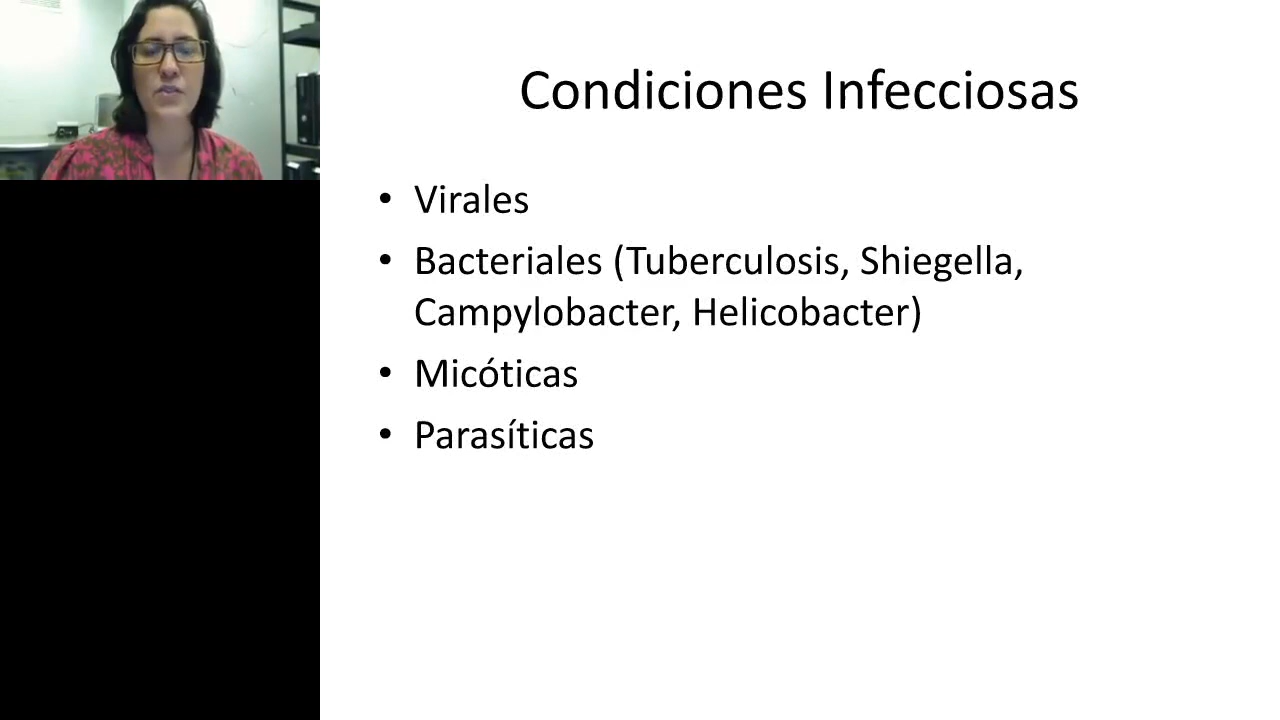 Condiciones Infecciosas
• Virales
• Bacteriales (Tuberculosis, Shiegella,
Campylobacter, Helicobacter)
• Micóticas
• Parasíticas